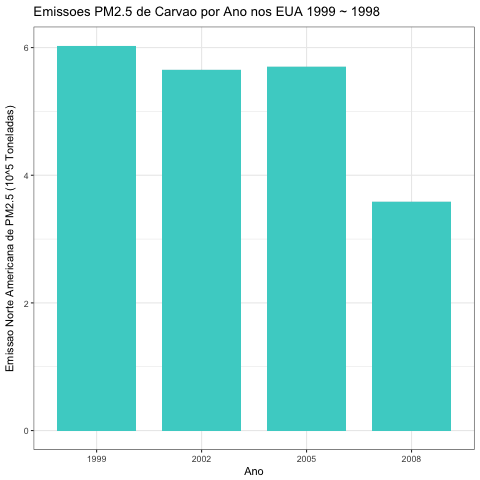 Emissoes PM2.5 de Carvao por Ano nos EUA 1999 ~ 1998
Emissao Norte Americana de PM2.5 (10^5 Toneladas)
6
4
2
0
1999 2002 2005 2008
Ano